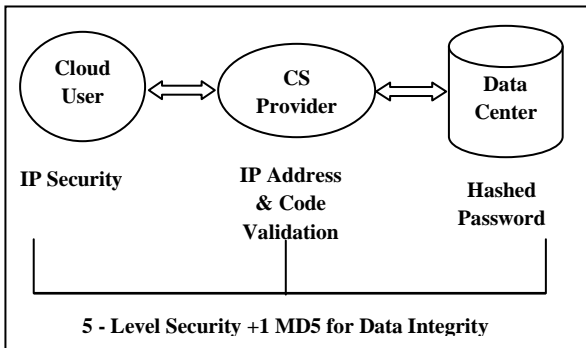 Cloud
User
CS
Provider
Data
Center
IP Security
IP Address
& Code
Validation
Hashed
Password
5 - Level Security +1 MD5 for Data Integrity